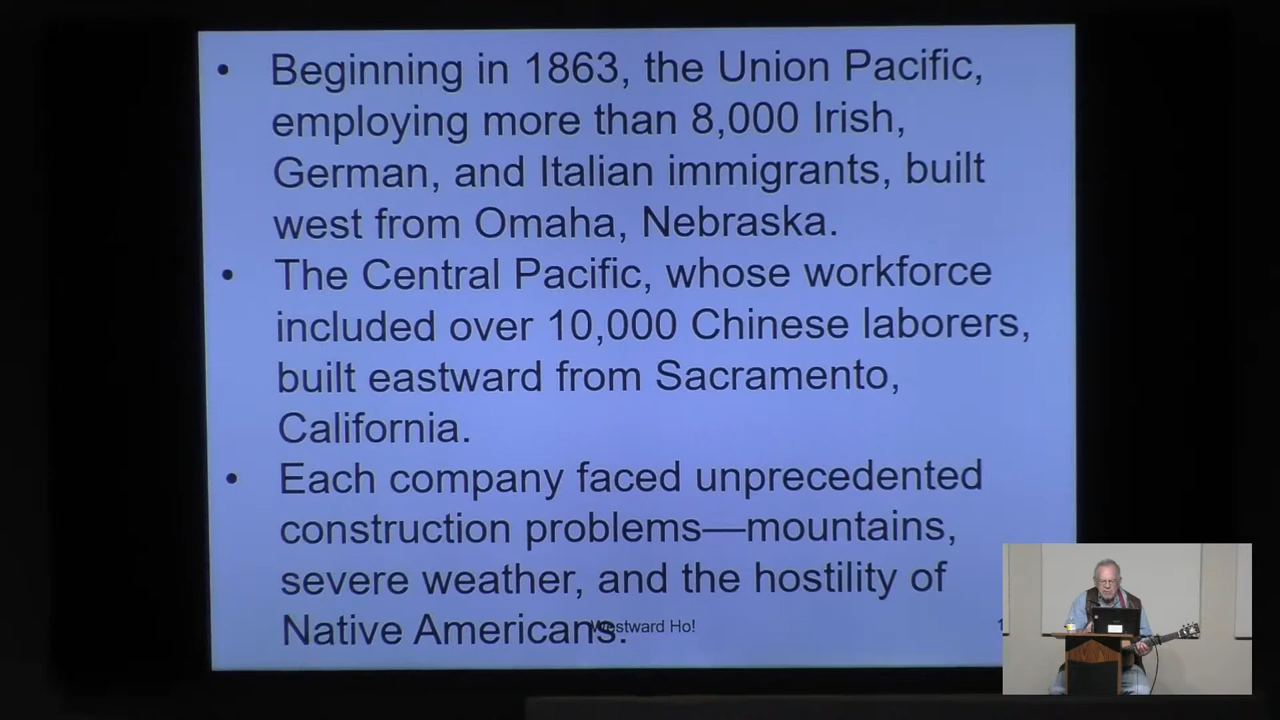 • Beginning in 1863, the Union Pacific,
employing more than 8,000 Irish,
German, and Italian immigrants, built
west from Omaha, Nebraska.
• The Central Pacific, whose workforce
included over 10,000 Chinese laborers,
built eastward from Sacramento,
California.
• Each company faced unprecedented
construction problems—mountains,
severe weather, and the hostility of
Native Americans.
Westward Ho!